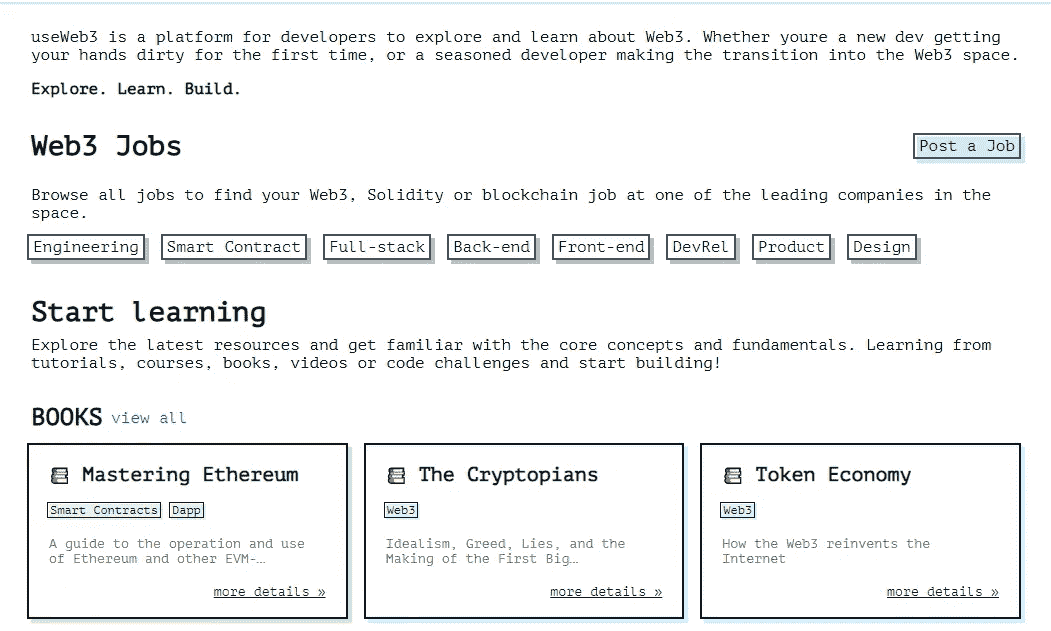 useWeb3 is a platform for developers to explore and learn about Web3. Whether youre a new dev getting
your hands dirty for the first time, or a seasoned developer making the transition into the Web3 space.
Explore. Learn. Build.
Web3 Jobs
Post a Job
Browse all jobs to find your Web3, Solidity or blockchain job at one of the leading companies in the
space.
Engineering Smart Contract Full-stack Back-end Front-end DevRel Product Design
Start learning
Explore the latest resources and get familiar with the core concepts and fundamentals. Learning from
tutorials, courses, books, videos or code challenges and start building!
BOOKS view all
Mastering Ethereum
Smart Contracts Dapp
A guide to the operation and use
of Ethereum and other EVM-…
more details »
The Cryptopians
Web3
Idealism, Greed, Lies, and the
Making of the First Big…
more details »
Token Economy
Web3
How the Web3 reinvents the
Internet
more details »